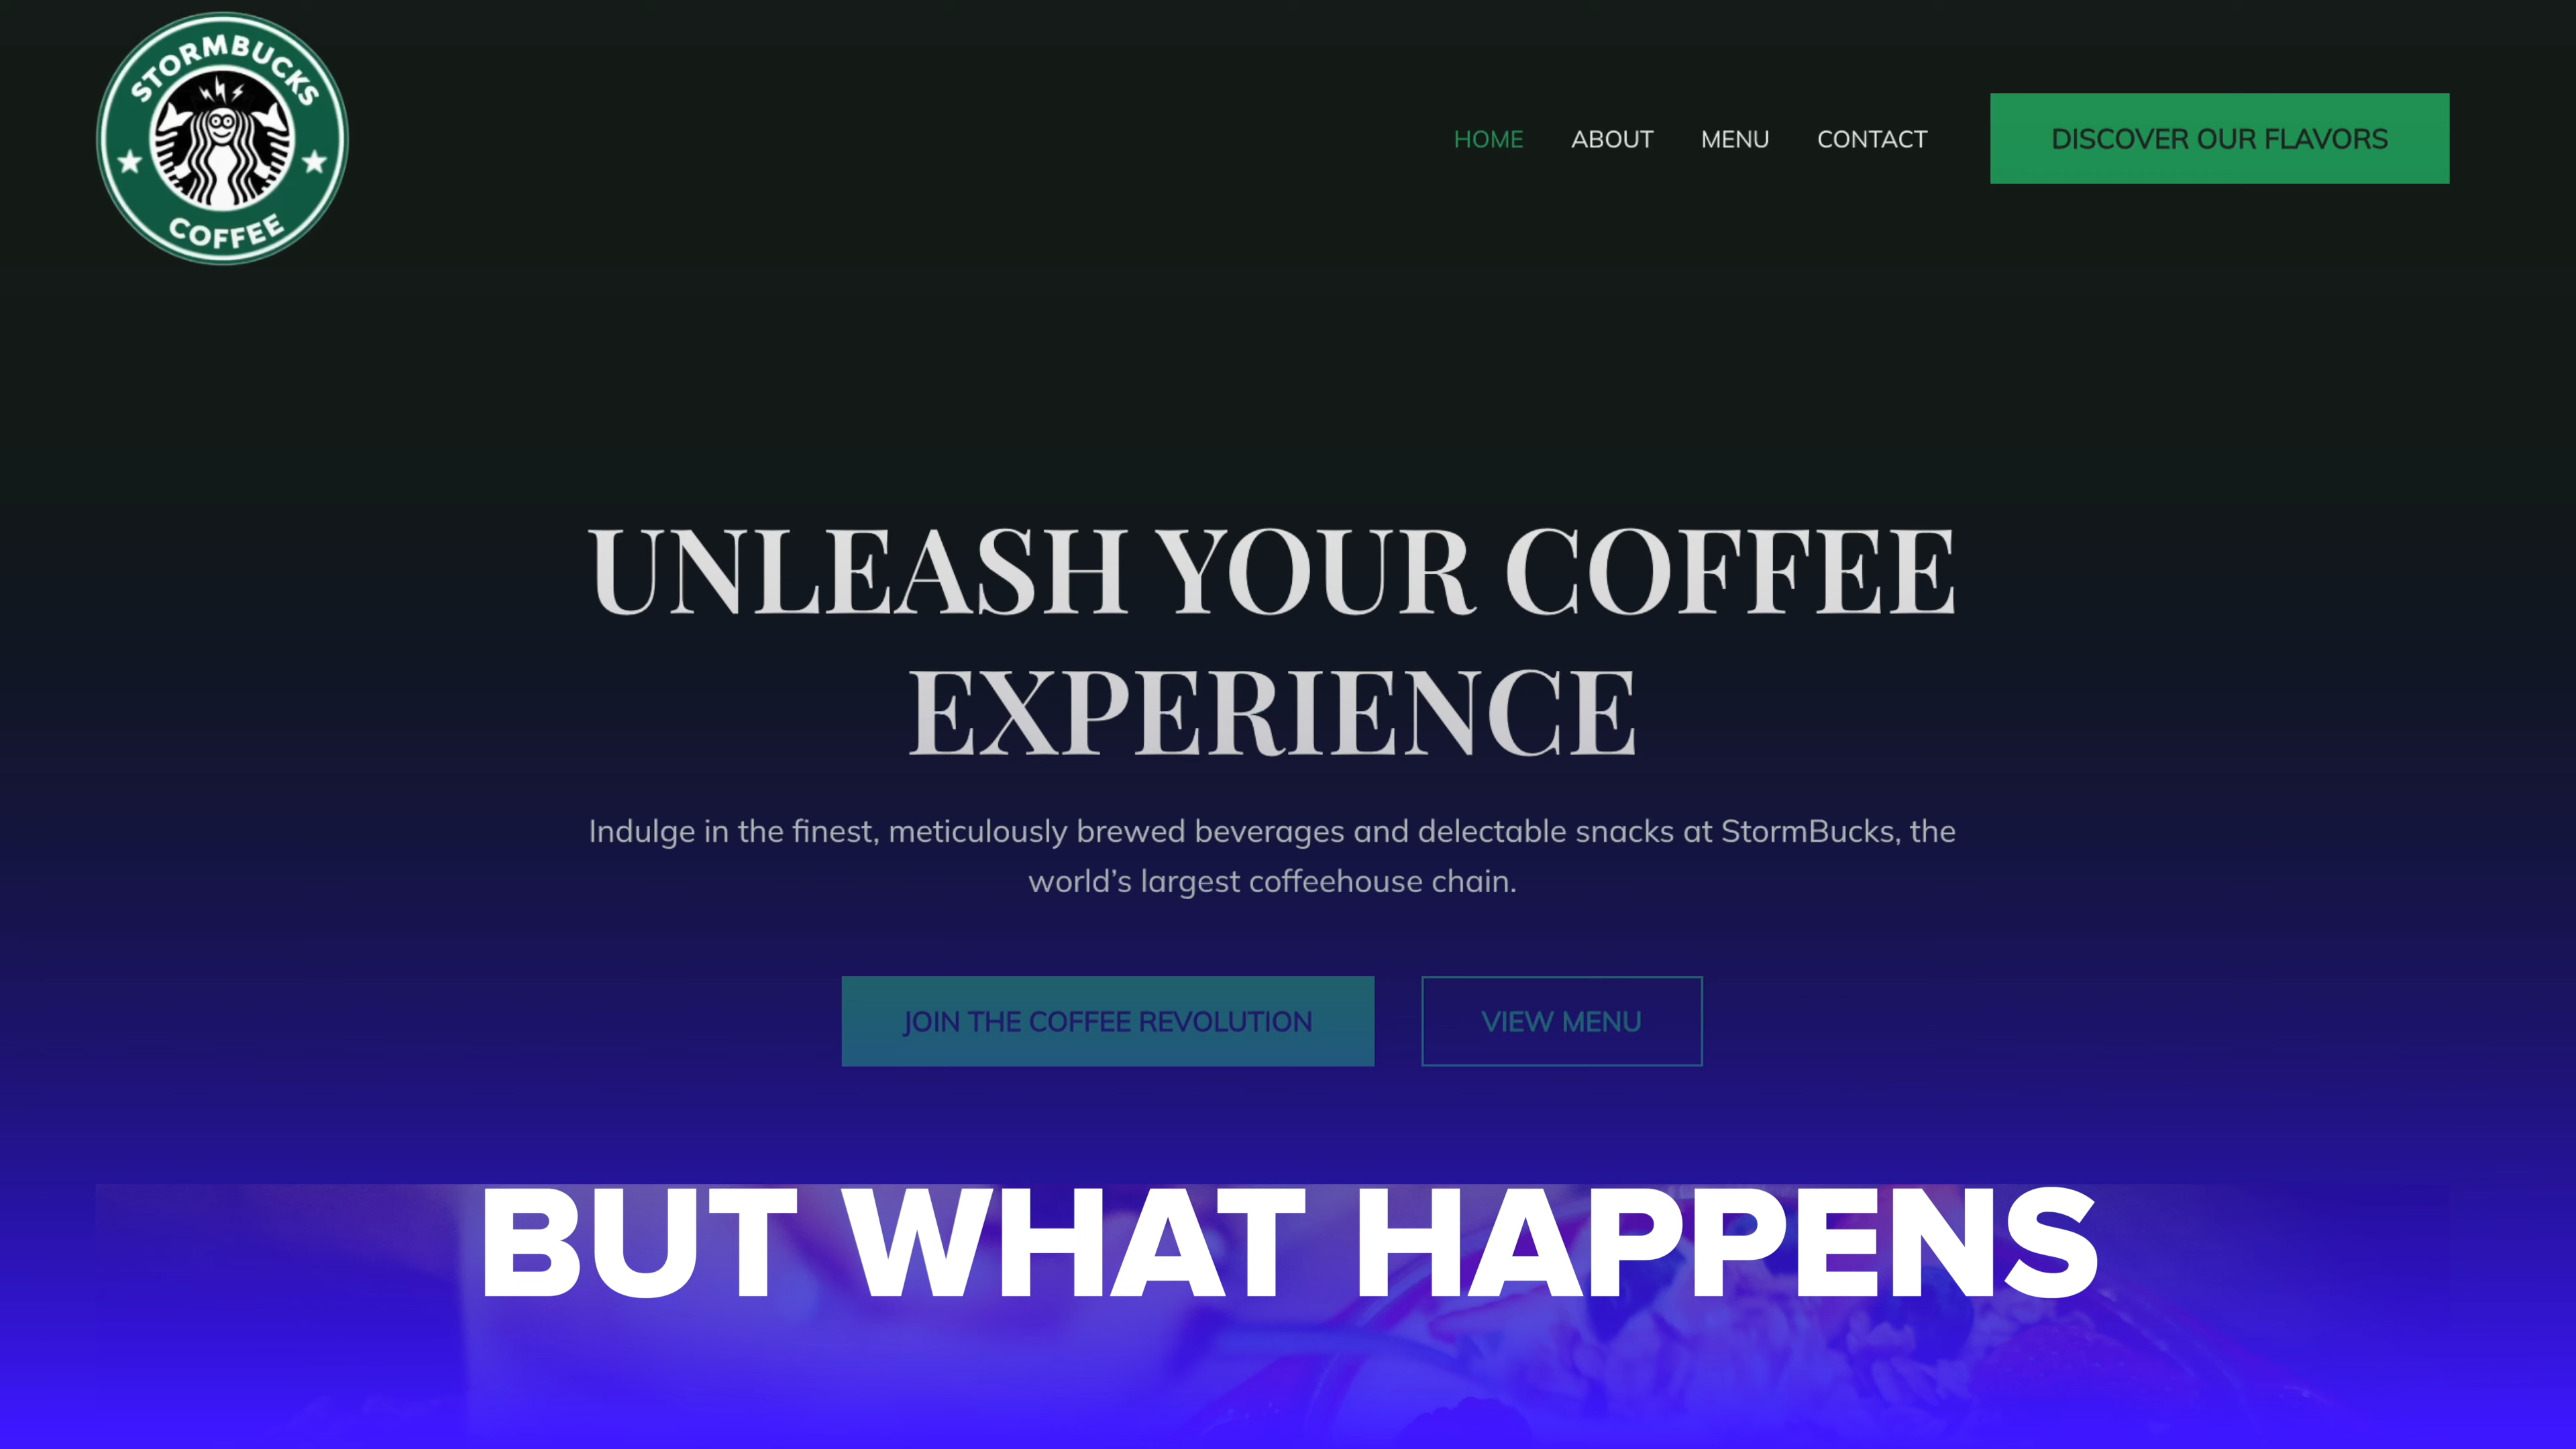 STORMBUCKS
COFFEE
HOME ABOUT MENU CONTACT DISCOVER OUR FLAVORS
UNLEASH YOUR COFFEE
EXPERIENCE
Indulge in the finest, meticulously brewed beverages and delectable snacks at StormBucks, the
world’s largest coffeehouse chain.
JOIN THE COFFEE REVOLUTION VIEW MENU
BUT WHAT HAPPENS